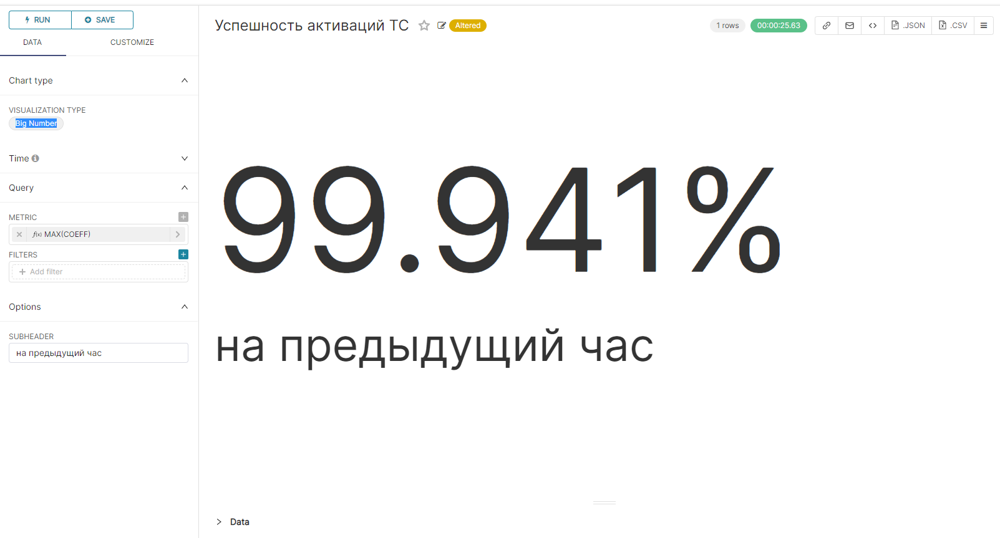 RUN
SAVE
DATA
CUSTOMIZE
Chart type
VISUALIZATION TYPE
Big Number
Time
Query
METRIC
f(x) MAX(COEFF)
FILTERS
Add filter
Options
SUBHEADER
на предыдущий час
Успешность активаций ТС
Altered
1 rows
00:00:25.63
.JSON
.CSV
99.941%
на предыдущий час
Data